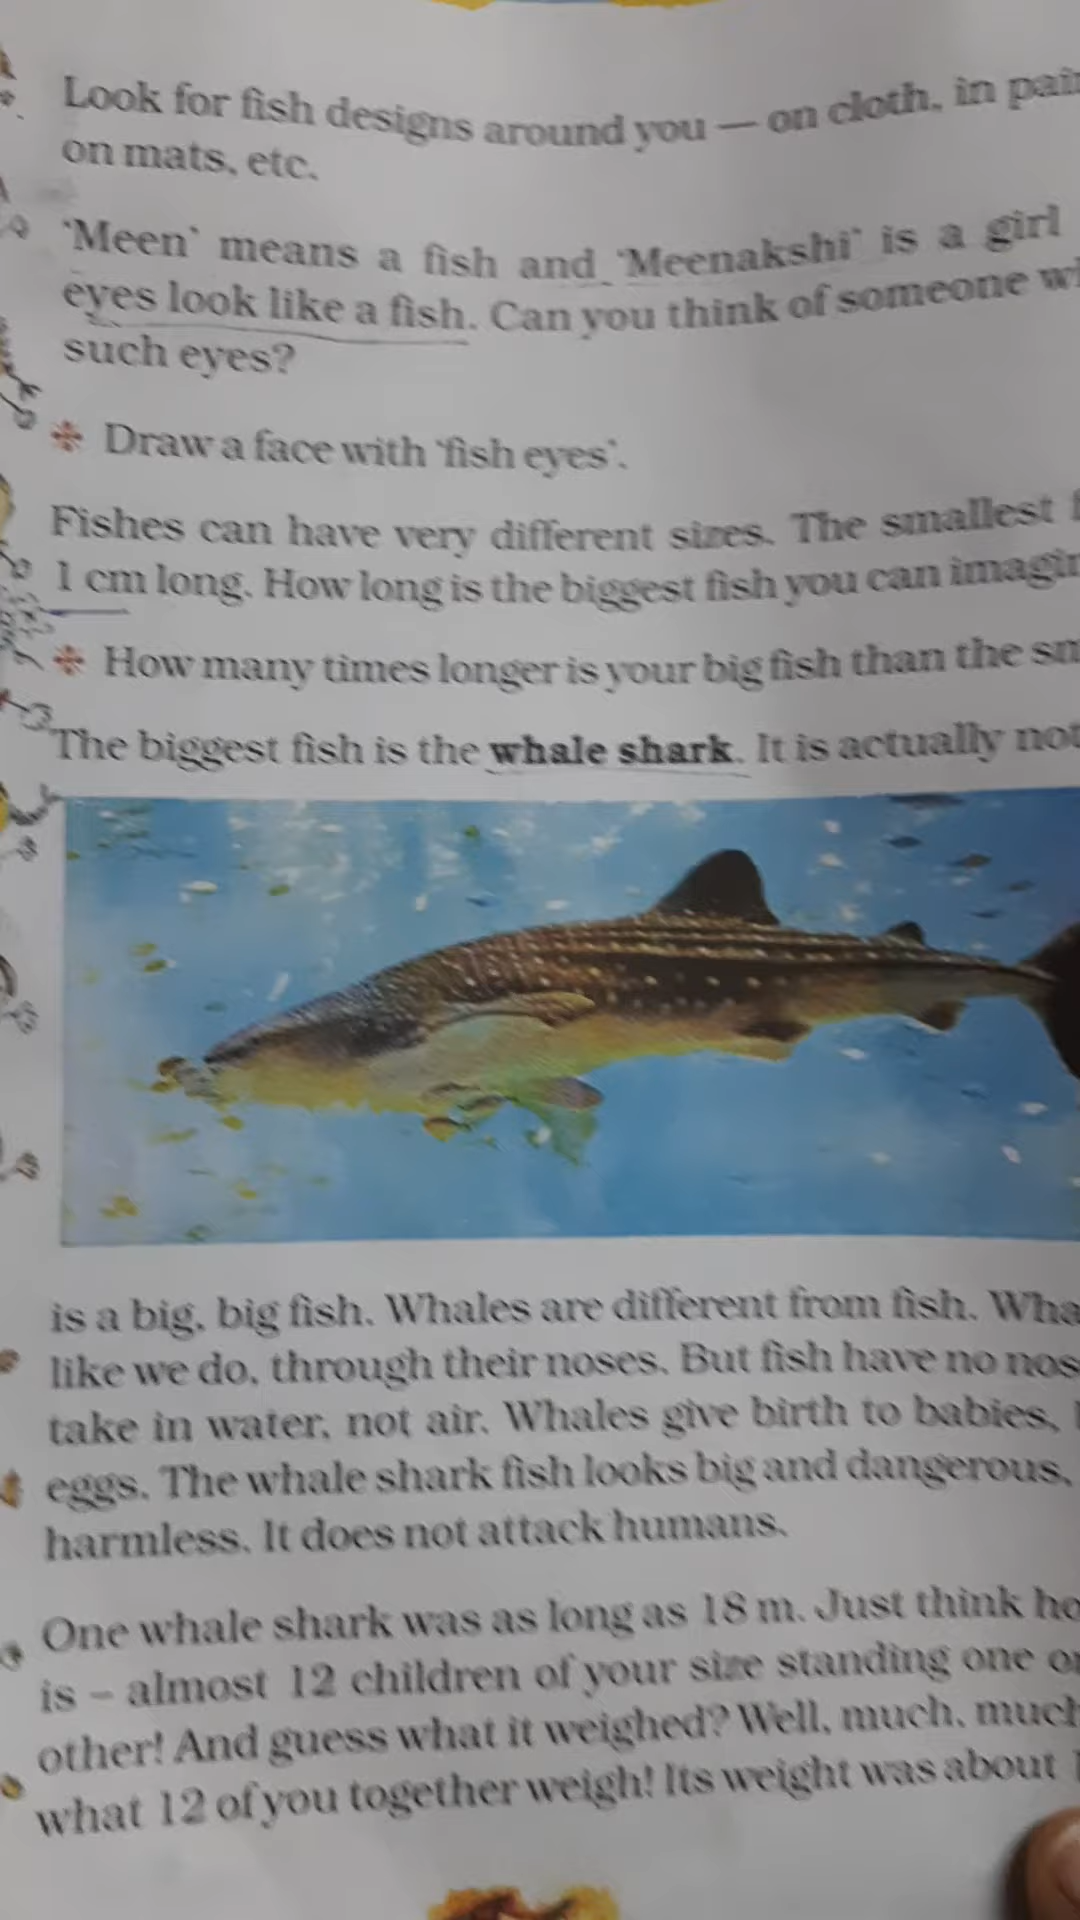 Look for fish designs around you — on cloth, in
on mats, etc.
'Meen' means a fish and 'Meenakshi' is a girl
eyes look like a fish. Can you think of someone
such eyes?
Draw a face with 'fish eyes'.
Fishes can have very different sizes. The smallest
1 cm long. How long is the biggest fish you can
How many times longer is your big fish than the
The biggest fish is the whale shark. It is actually
is a big, big fish. Whales are different from fish.
like we do, through their noses. But fish have no
take in water, not air. Whales give birth to babies,
eggs. The whale shark fish looks big and dangerous,
harmless. It does not attack humans.
One whale shark was as long as 18 m. Just think
is – almost 12 children of your size standing one
other! And guess what it weighed? Well, much,
what 12 of you together weigh! Its weight was about